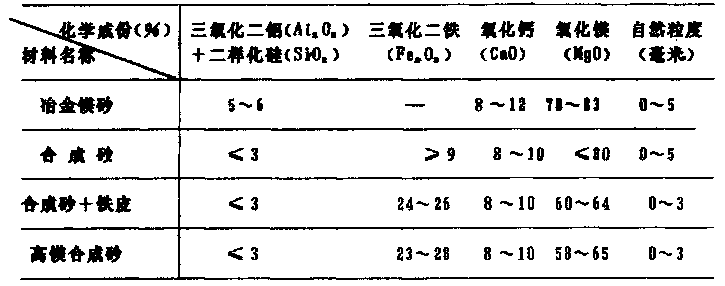 化学成份(%) 三氧化二铝(Al₂O₃) 三氧化二铁 氧化钙 氧化镁 自然粒度
材料名称 +二样化硅(SiO₂) (Fe₂O₃) (CaO) (MgO) (毫米)
冶金镁砂 5~6 — 8~12 78~83 0~5
合成砂 ≤3 ≥9 8~10 ≤80 0~5
合成砂+铁皮 ≤3 24~26 8~10 60~64 0~3
高镁合成砂 ≤3 23~28 8~10 58~65 0~3